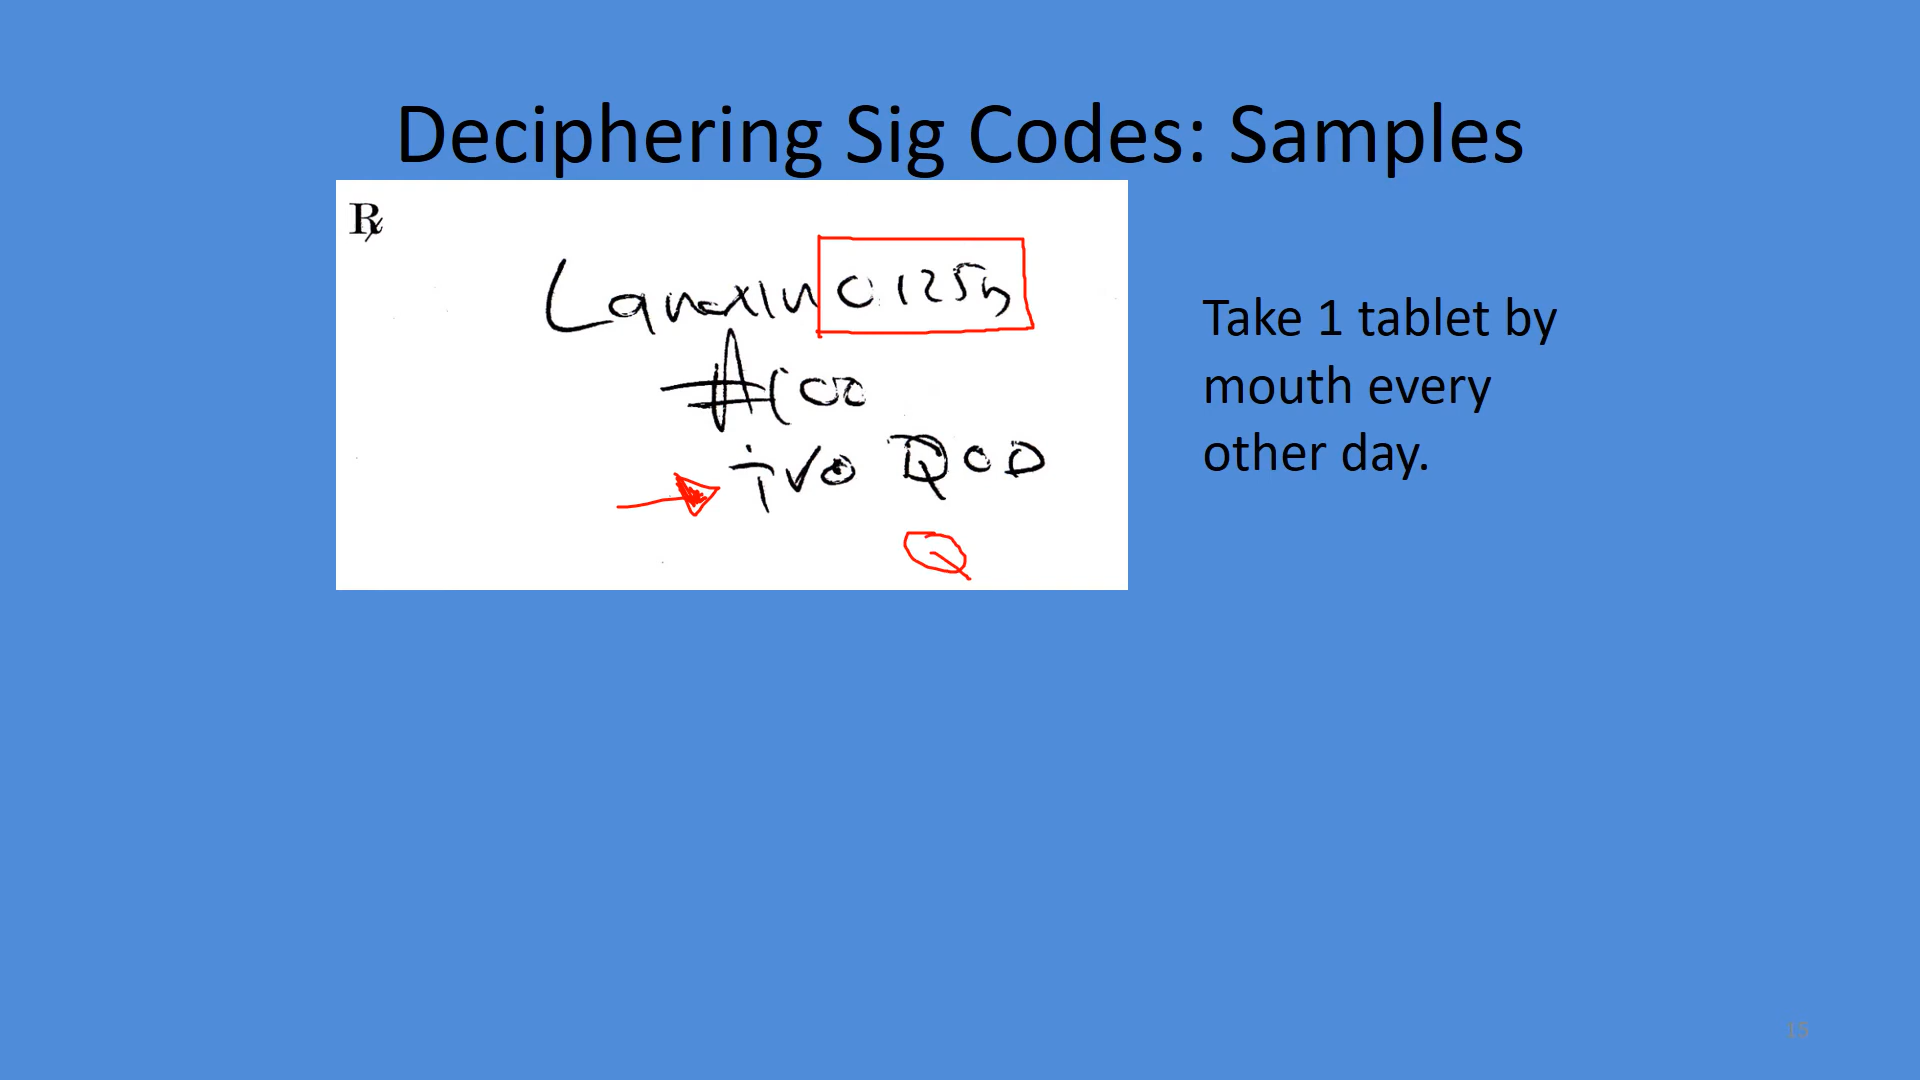 Deciphering Sig Codes: Samples
Rx
Lanoxin 0.125mg
#100
i po QOD
Take 1 tablet by
mouth every
other day.
15